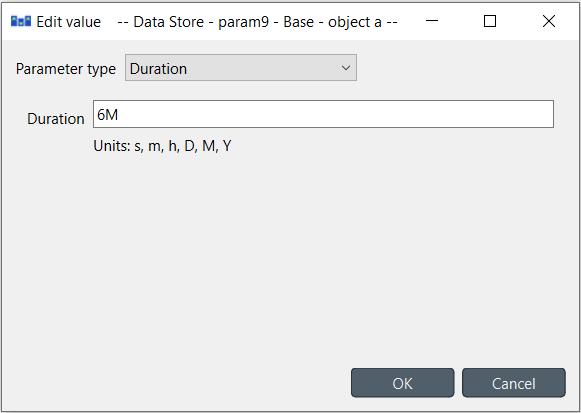 Edit value -- Data Store - param9 - Base - object a --
Parameter type Duration
Duration 6M
Units: s, m, h, D, M, Y
OK Cancel